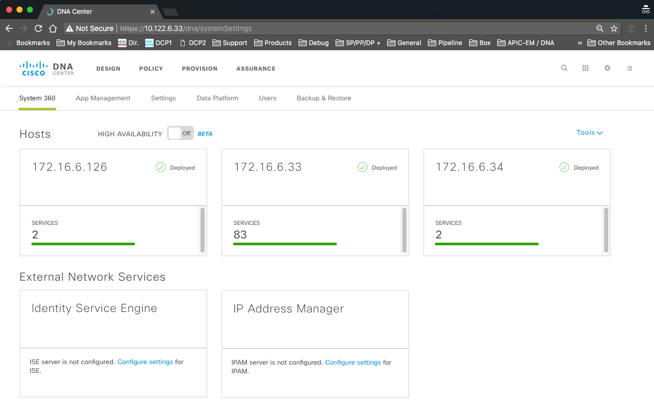 DNA Center
Not Secure https://10.122.6.33/dna/systemSettings
Bookmarks My Bookmarks Dir. DCP1 DCP2 Support Products Debug SP/PP/DP + General Pipeline Box APIC-EM / DNA » Other Bookmarks
CISCO DNA CENTER DESIGN POLICY PROVISION ASSURANCE
System 360 App Management Settings Data Platform Users Backup & Restore
Hosts HIGH AVAILABILITY Off BETA Tools
172.16.6.126 Deployed 172.16.6.33 Deployed 172.16.6.34 Deployed
SERVICES SERVICES SERVICES
2 83 2
External Network Services
Identity Service Engine IP Address Manager
ISE server is not configured. Configure settings for IPAM server is not configured. Configure settings for
ISE. IPAM.